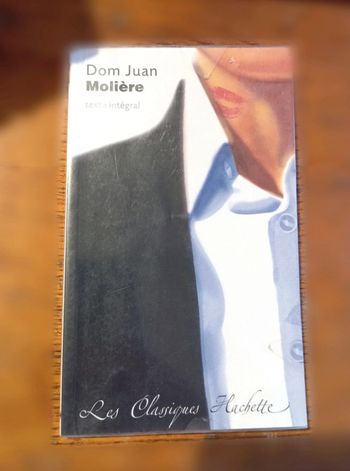 Dom Juan
Molière
texte intégral
Les Classiques Hachette